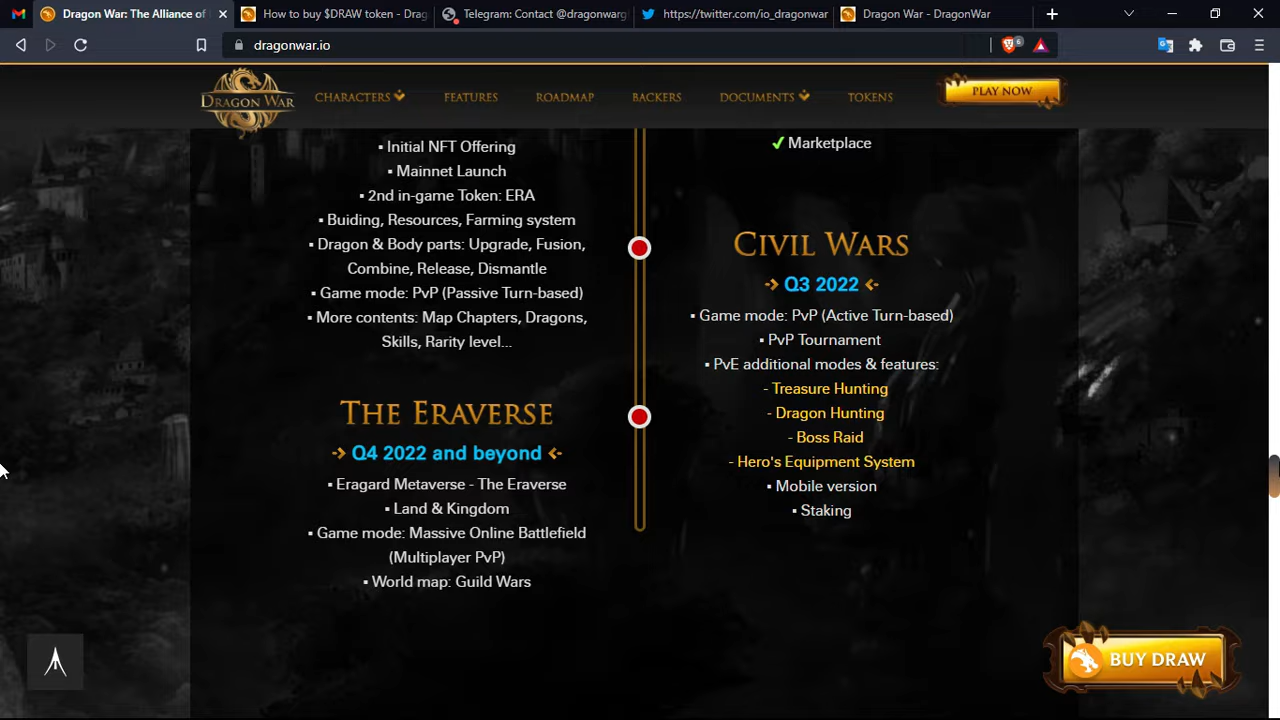 Dragon War: The Alliance of
How to buy $DRAW token - Drag
Telegram: Contact @dragonwarg
https://twitter.com/io_dragonwar
Dragon War - DragonWar
dragonwar.io
6
DRAGON WAR
CHARACTERS
FEATURES
ROADMAP
BACKERS
DOCUMENTS
TOKENS
PLAY NOW
▪ Initial NFT Offering
▪ Mainnet Launch
▪ 2nd in-game Token: ERA
▪ Buiding, Resources, Farming system
▪ Dragon & Body parts: Upgrade, Fusion,
Combine, Release, Dismantle
▪ Game mode: PvP (Passive Turn-based)
▪ More contents: Map Chapters, Dragons,
Skills, Rarity level...
THE ERAVERSE
Q4 2022 and beyond
▪ Eragard Metaverse - The Eraverse
▪ Land & Kingdom
▪ Game mode: Massive Online Battlefield
(Multiplayer PvP)
▪ World map: Guild Wars
✓ Marketplace
CIVIL WARS
Q3 2022
▪ Game mode: PvP (Active Turn-based)
▪ PvP Tournament
▪ PvE additional modes & features:
- Treasure Hunting
- Dragon Hunting
- Boss Raid
- Hero's Equipment System
▪ Mobile version
▪ Staking
BUY DRAW